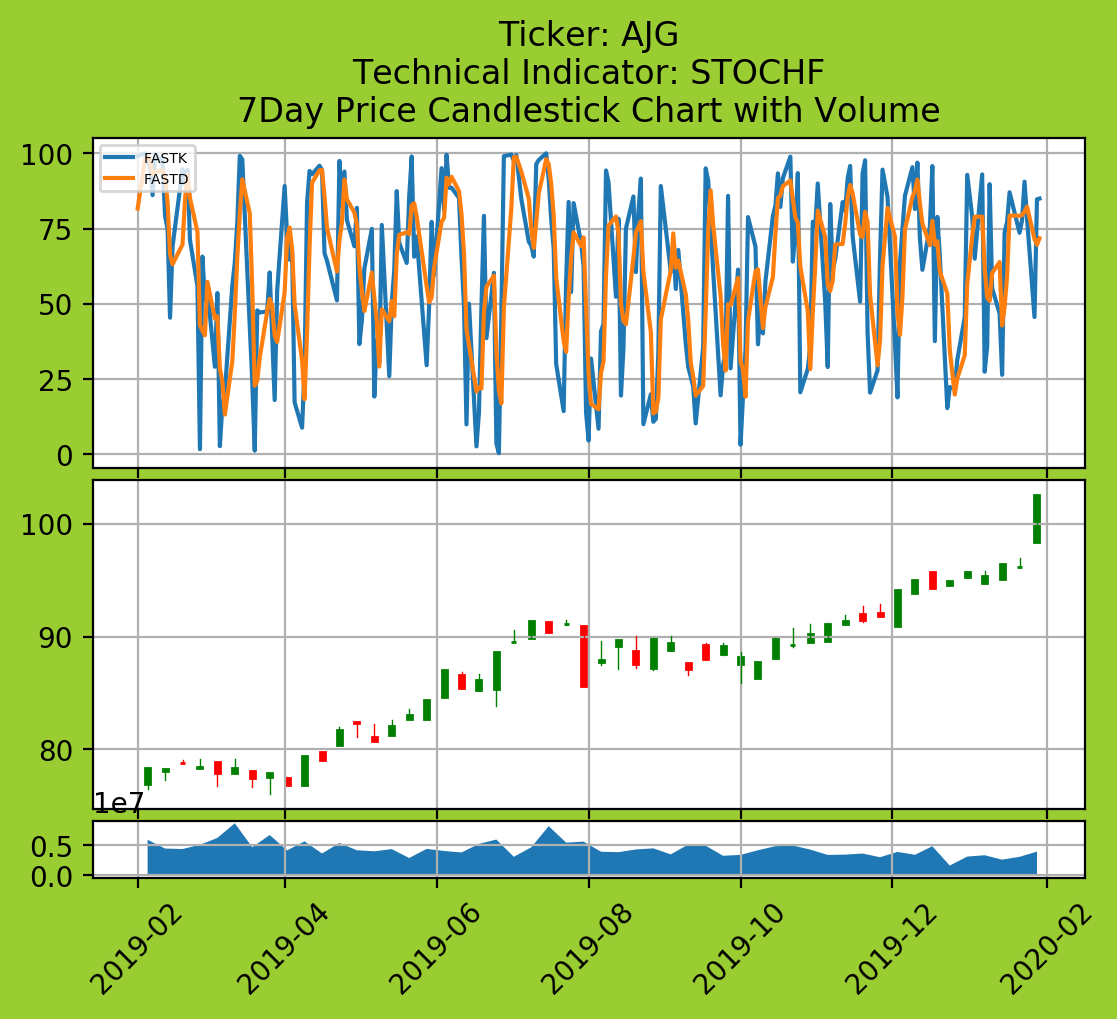 Ticker: AJG
Technical Indicator: STOCHF
7Day Price Candlestick Chart with Volume
100
75
50
25
0
FASTK
FASTD
100
90
80
1e7
0.5
0.0
2019-02
2019-04
2019-06
2019-08
2019-10
2019-12
2020-02